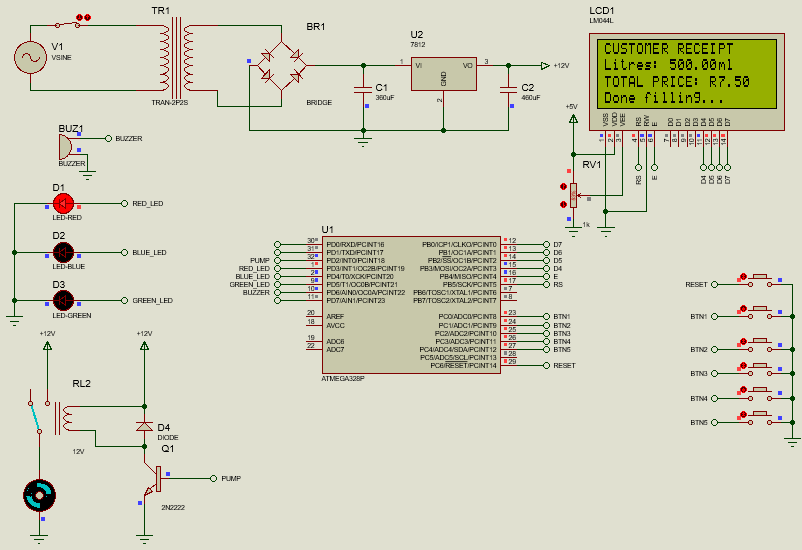 TR1
TRAN-2P2S
V1
VSINE
BR1
BRIDGE
U2
7812
1
VI
VO
3
GND
2
C1
360uF
C2
460uF
+12V
LCD1
LM044L
CUSTOMER RECEIPT
Litres: 500.00ml
TOTAL PRICE: R7.50
Done filling...
VSS
VDD
VEE
RS
RW
E
D0
D1
D2
D3
D4
D5
D6
D7
1
2
3
4
5
6
7
8
9
10
11
12
13
14
RS
E
D4
D5
D6
D7
+5V
RV1
1k
BUZ1
BUZZER
BUZZER
D1
LED-RED
RED_LED
D2
LED-BLUE
BLUE_LED
D3
LED-GREEN
GREEN_LED
U1
ATMEGA328P
30 PD0/RXD/PCINT16
31 PD1/TXD/PCINT17
PUMP 32 PD2/INT0/PCINT18
RED_LED 1 PD3/INT1/OC2B/PCINT19
BLUE_LED 2 PD4/T0/XCK/PCINT20
GREEN_LED 9 PD5/T1/OC0B/PCINT21
BUZZER 10 PD6/AIN0/OC0A/PCINT22
11 PD7/AIN1/PCINT23
20 AREF
18 AVCC
19 ADC6
22 ADC7
PB0/ICP1/CLKO/PCINT0 12 D7
PB1/OC1A/PCINT1 13 D6
PB2/SS/OC1B/PCINT2 14 D5
PB3/MOSI/OC2A/PCINT3 15 D4
PB4/MISO/PCINT4 16 E
PB5/SCK/PCINT5 17 RS
PB6/TOSC1/XTAL1/PCINT6 7
PB7/TOSC2/XTAL2/PCINT7 8
PC0/ADC0/PCINT8 23 BTN1
PC1/ADC1/PCINT9 24 BTN2
PC2/ADC2/PCINT10 25 BTN3
PC3/ADC3/PCINT11 26 BTN4
PC4/ADC4/SDA/PCINT12 27 BTN5
PC5/ADC5/SCL/PCINT13 28
PC6/RESET/PCINT14 29 RESET
RESET
BTN1
BTN2
BTN3
BTN4
BTN5
+12V
+12V
RL2
12V
D4
DIODE
Q1
2N2222
PUMP